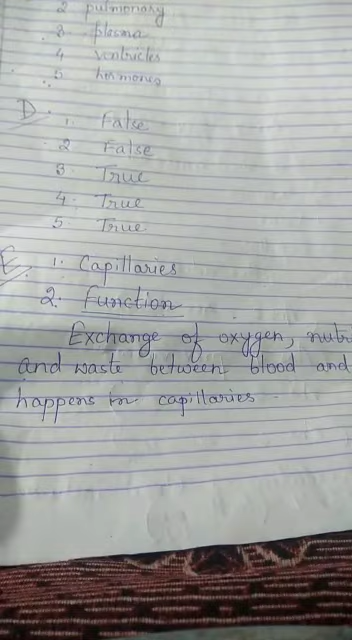 2 pulmonary
3. plasma
4 ventricles
5 hormones
D. 1. False
2 False
3. True
4. True
5. True
E 1. Capillaries
2. Function
Exchange of oxygen, nutr
and waste between blood and
happens in capillaries.